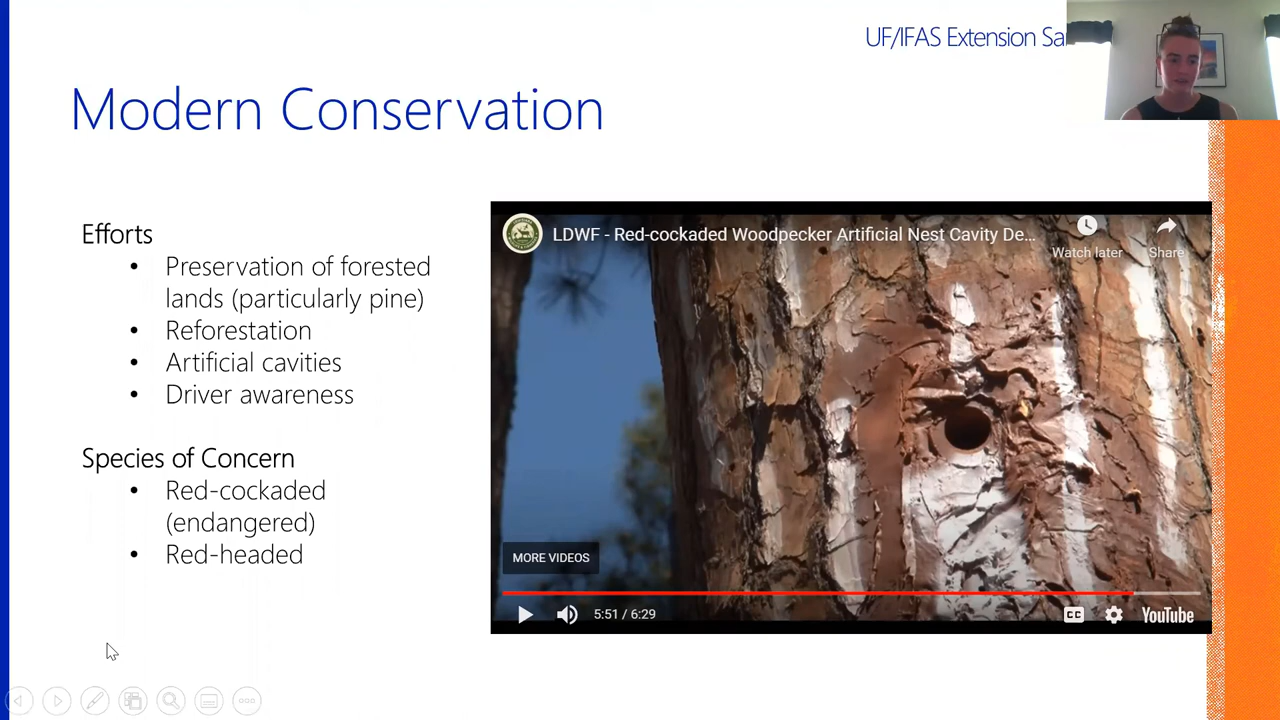 UF/IFAS Extension
Modern Conservation
Efforts
• Preservation of forested
lands (particularly pine)
• Reforestation
• Artificial cavities
• Driver awareness
Species of Concern
• Red-cockaded
(endangered)
• Red-headed
LDWF - Red-cockaded Woodpecker Artificial Nest Cavity De...
Watch later
Share
MORE VIDEOS
5:51 / 6:29
CC
YouTube